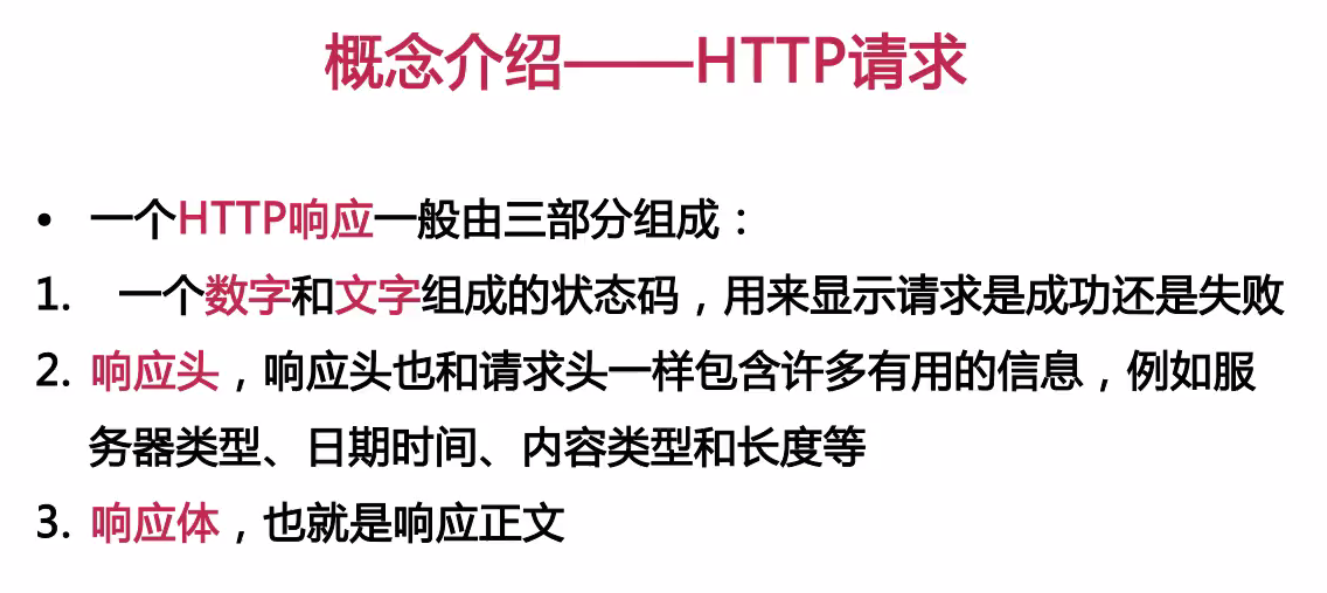 概念介绍——HTTP请求
• 一个HTTP响应一般由三部分组成：
1. 一个数字和文字组成的状态码，用来显示请求是成功还是失败
2. 响应头，响应头也和请求头一样包含许多有用的信息，例如服
务器类型、日期时间、内容类型和长度等
3. 响应体，也就是响应正文